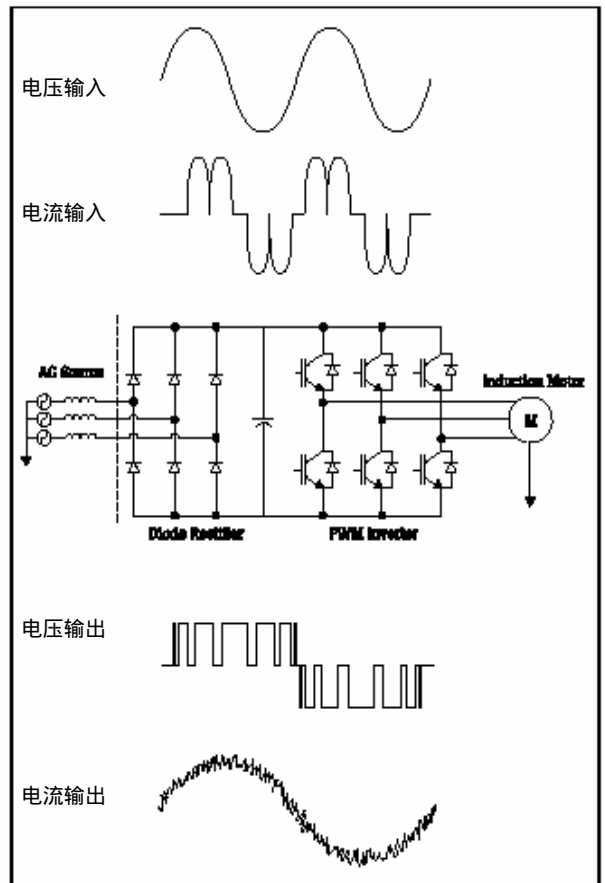 电压输入
电流输入
AC Source
Induction Motor
M
Diode Rectifier
PWM Inverter
电压输出
电流输出